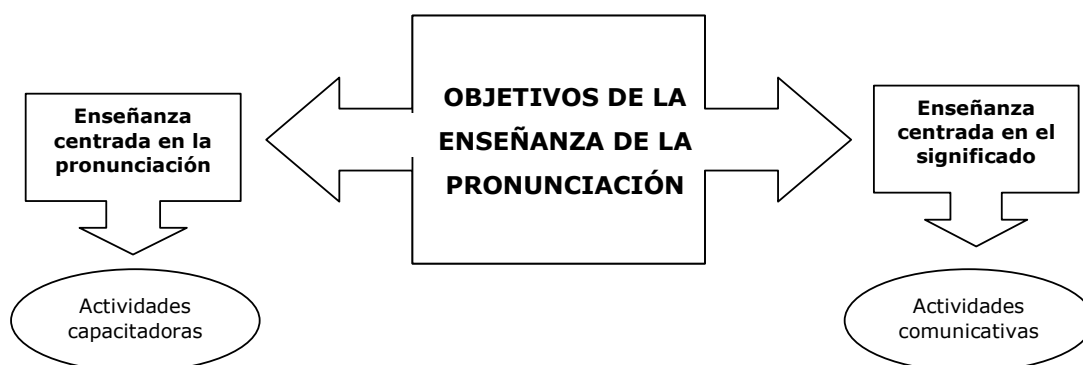 OBJETIVOS DE LA
ENSEÑANZA DE LA
PRONUNCIACIÓN
Enseñanza
centrada en la
pronunciación
Actividades
capacitadoras
Enseñanza
centrada en el
significado
Actividades
comunicativas